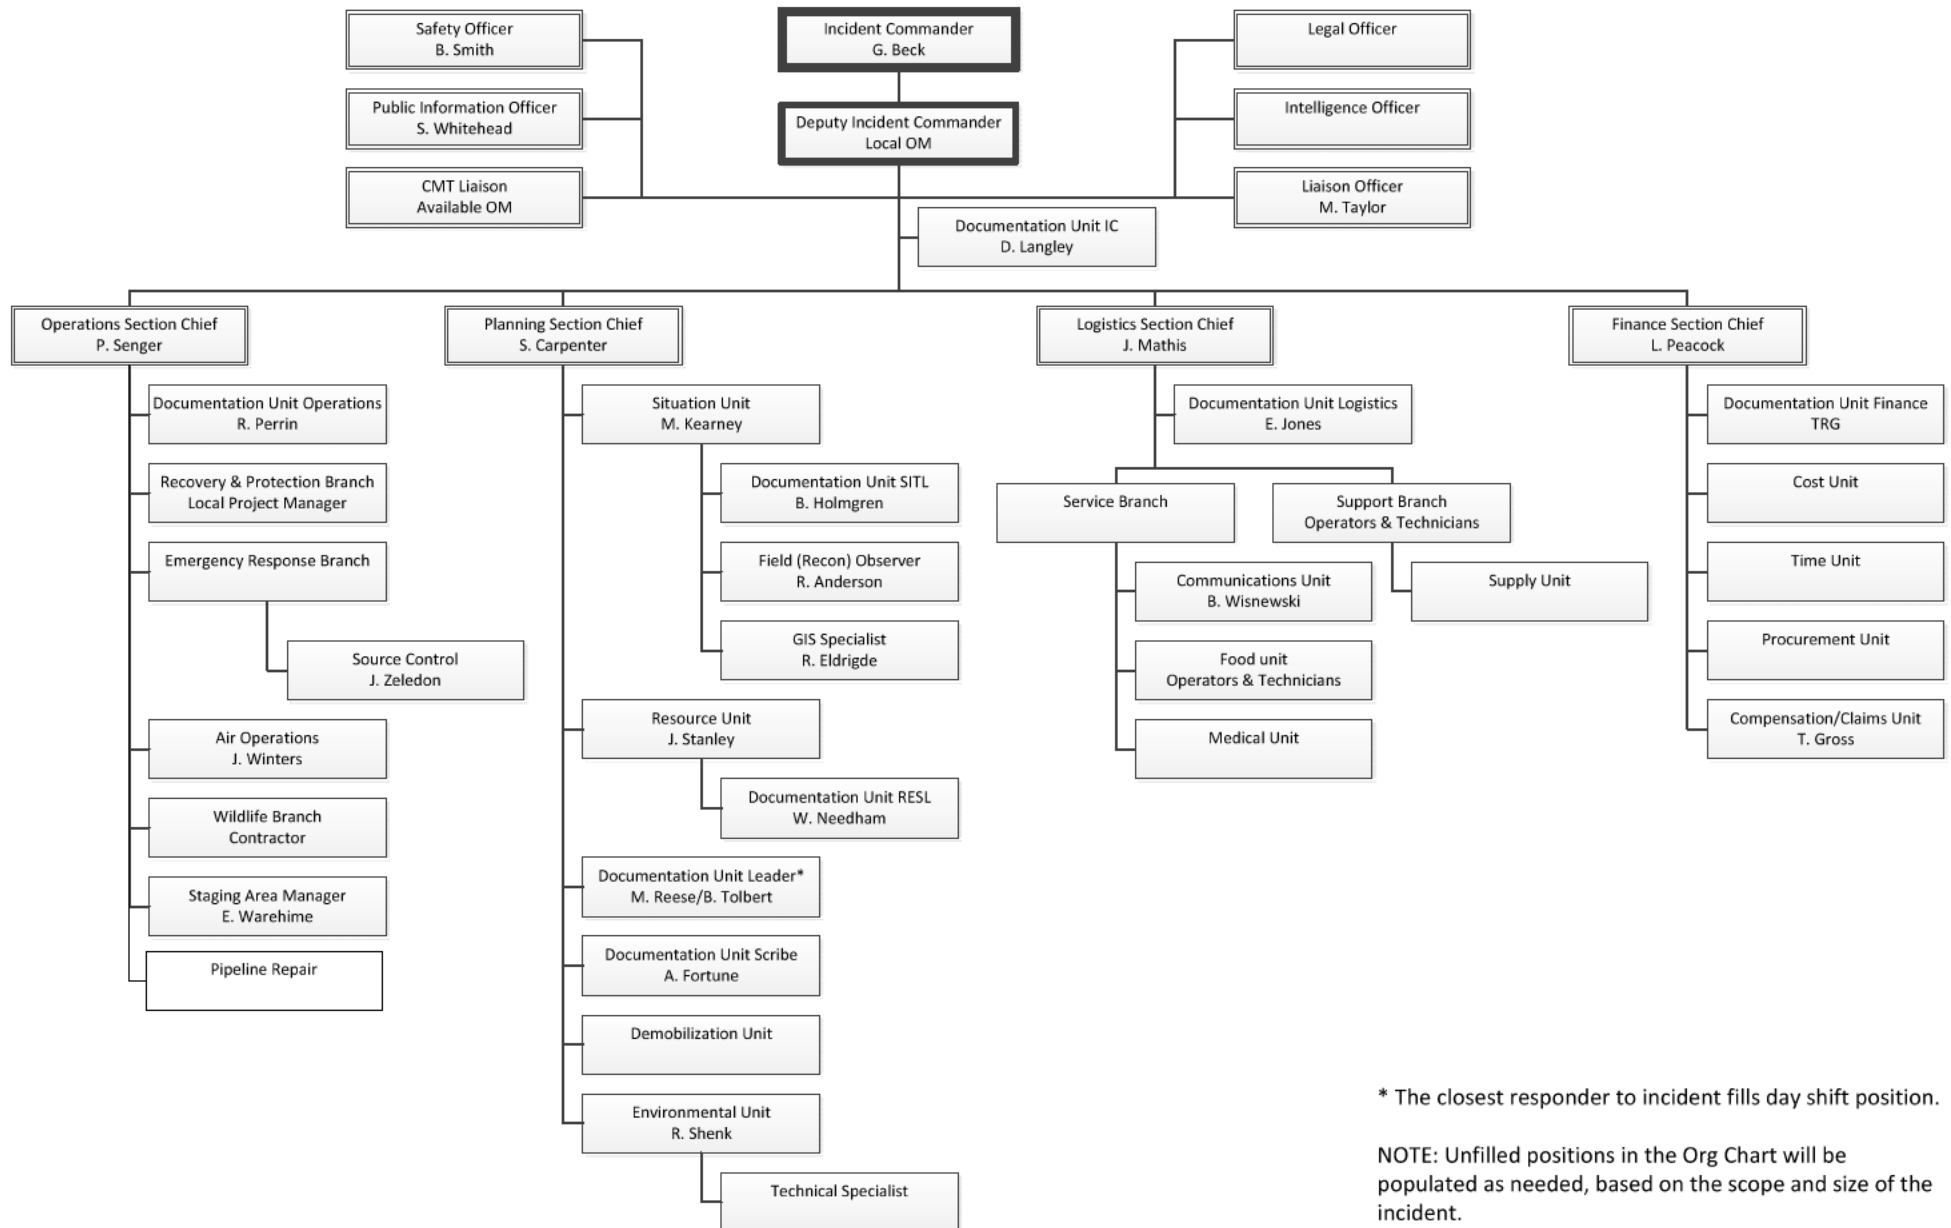 Safety Officer
B. Smith
Incident Commander
G. Beck
Legal Officer
Public Information Officer
S. Whitehead
Deputy Incident Commander
Local OM
Intelligence Officer
CMT Liaison
Available OM
Liaison Officer
M. Taylor
Documentation Unit IC
D. Langley
Operations Section Chief
P. Senger
Documentation Unit Operations
R. Perrin
Recovery & Protection Branch
Local Project Manager
Emergency Response Branch
Source Control
J. Zeledon
Air Operations
J. Winters
Wildlife Branch
Contractor
Staging Area Manager
E. Warehime
Pipeline Repair
Planning Section Chief
S. Carpenter
Situation Unit
M. Kearney
Documentation Unit SITL
B. Holmgren
Field (Recon) Observer
R. Anderson
GIS Specialist
R. Eldrigde
Resource Unit
J. Stanley
Documentation Unit RESL
W. Needham
Documentation Unit Leader*
M. Reese/B. Tolbert
Documentation Unit Scribe
A. Fortune
Demobilization Unit
Environmental Unit
R. Shenk
Technical Specialist
Logistics Section Chief
J. Mathis
Documentation Unit Logistics
E. Jones
Service Branch
Communications Unit
B. Wisnewski
Food unit
Operators & Technicians
Medical Unit
Support Branch
Operators & Technicians
Supply Unit
Finance Section Chief
L. Peacock
Documentation Unit Finance
TRG
Cost Unit
Time Unit
Procurement Unit
Compensation/Claims Unit
T. Gross
* The closest responder to incident fills day shift position.
NOTE: Unfilled positions in the Org Chart will be
populated as needed, based on the scope and size of the
incident.